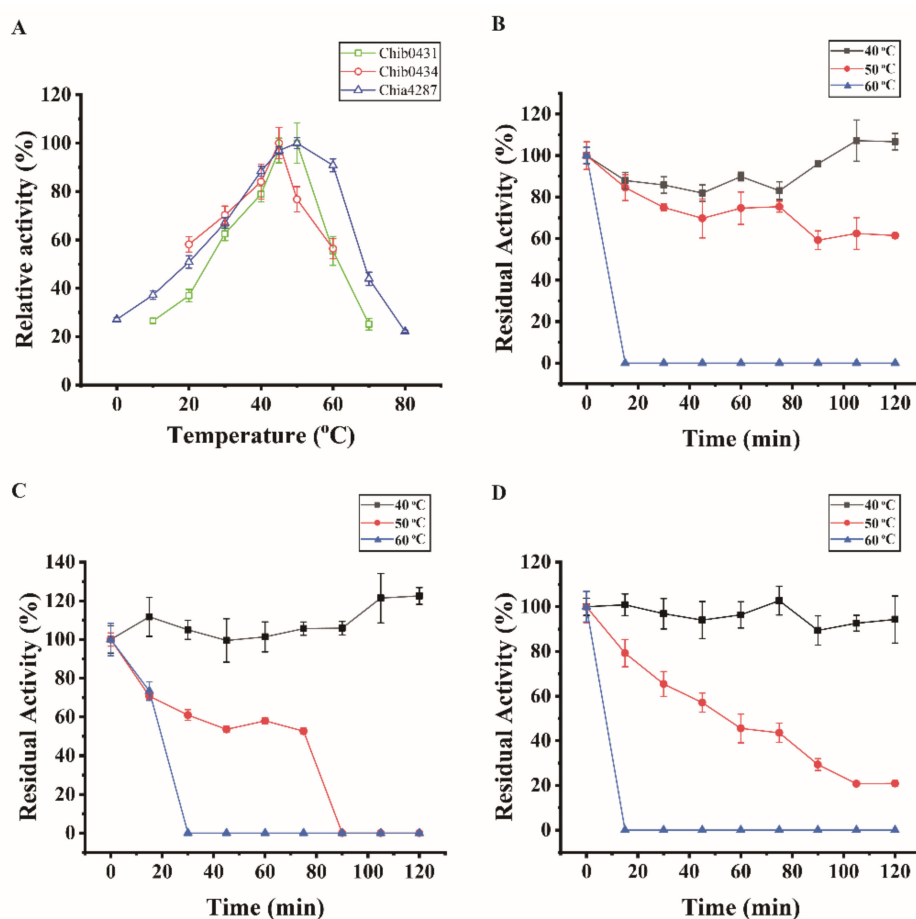 A
Chib0431
Chib0434
Chia4287
Relative activity (%)
120
100
80
60
40
20
0
0 20 40 60 80
Temperature (°C)
B
40 °C
50 °C
60 °C
Residual Activity (%)
120
100
80
60
40
20
0
0 20 40 60 80 100 120
Time (min)
C
40 °C
50 °C
60 °C
Residual Activity (%)
140
120
100
80
60
40
20
0
0 20 40 60 80 100 120
Time (min)
D
40 °C
50 °C
60 °C
Residual Activity (%)
120
100
80
60
40
20
0
0 20 40 60 80 100 120
Time (min)